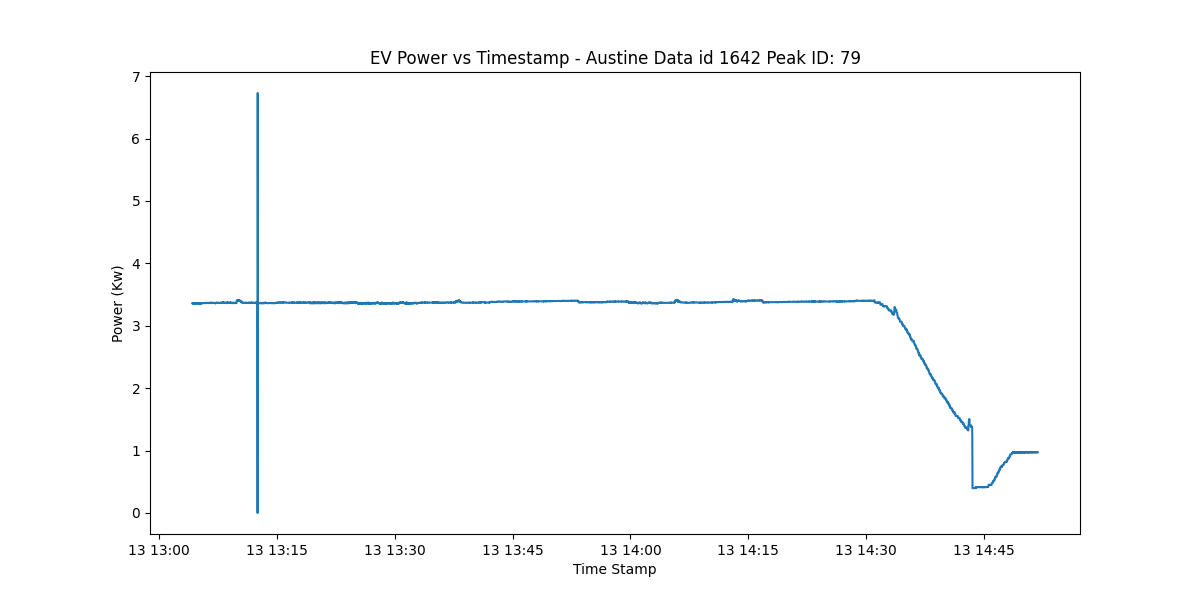 EV Power vs Timestamp - Austine Data id 1642 Peak ID: 79
7
6
5
4
3
2
1
0
Power (Kw)
13 13:00 13 13:15 13 13:30 13 13:45 13 14:00 13 14:15 13 14:30 13 14:45
Time Stamp